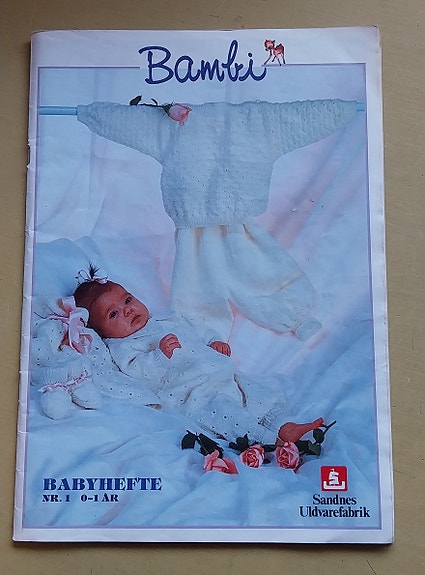 Bambi
BABYHEFTE
NR. 1 0-1 ÅR
Sandnes
Uldvarefabrik